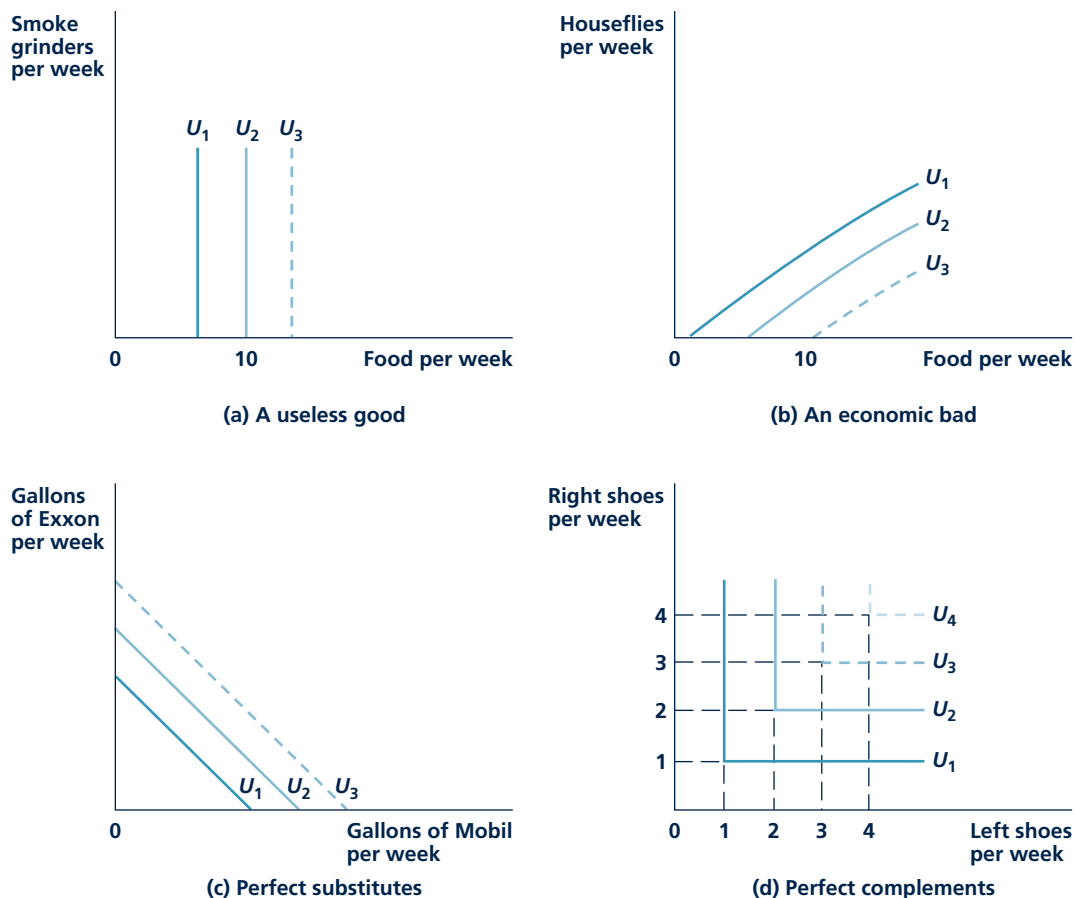 Smoke
grinders
per week
U1
U2
U3
0
10
Food per week
(a) A useless good
Houseflies
per week
U1
U2
U3
0
10
Food per week
(b) An economic bad
Gallons
of Exxon
per week
U1
U2
U3
0
Gallons of Mobil
per week
(c) Perfect substitutes
Right shoes
per week
4
U4
3
U3
2
U2
1
U1
0
1
2
3
4
Left shoes
per week
(d) Perfect complements